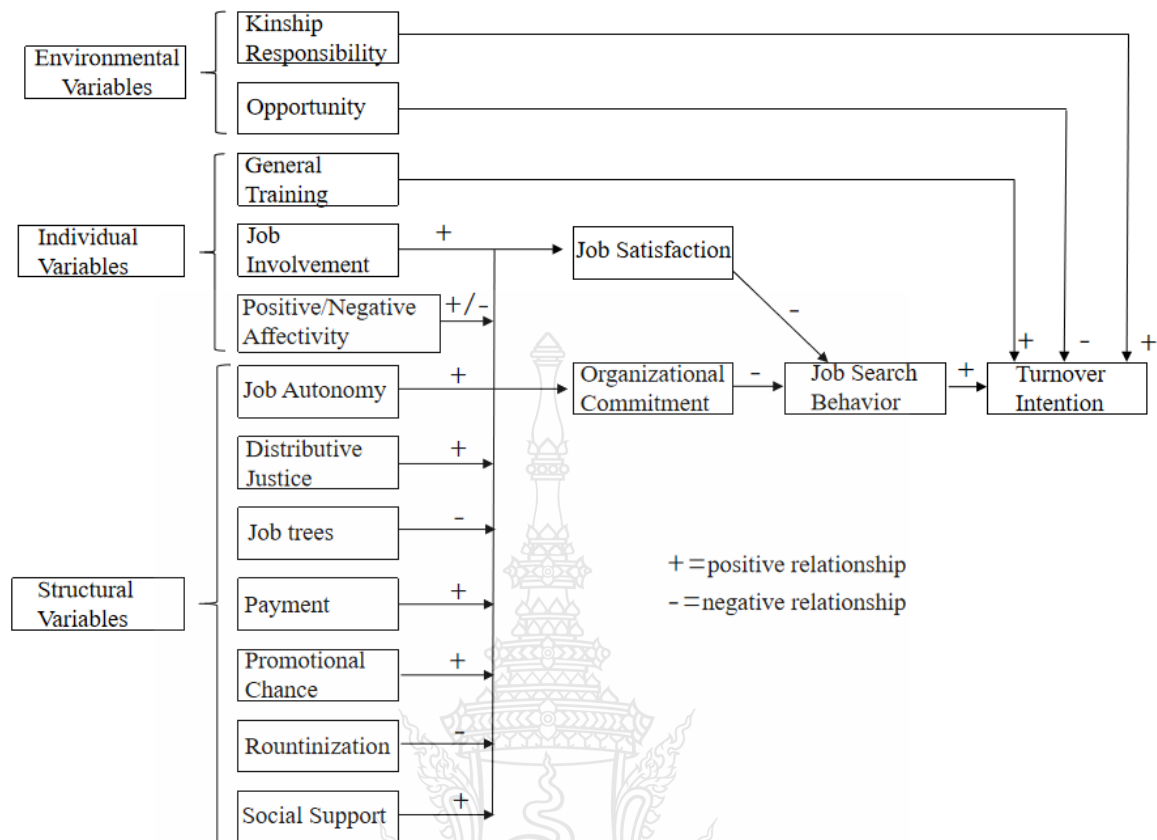 Environmental
Variables
Kinship
Responsibility
Opportunity
Individual
Variables
General
Training
Job
Involvement
+
Positive/Negative
Affectivity
+/-
Structural
Variables
Job Autonomy
+
Distributive
Justice
+
Job trees
-
Payment
+
Promotional
Chance
+
Rountinization
-
Social Support
+
Job Satisfaction
-
Organizational
Commitment
-
Job Search
Behavior
+
+
-
+
Turnover
Intention
+=positive relationship
-=negative relationship